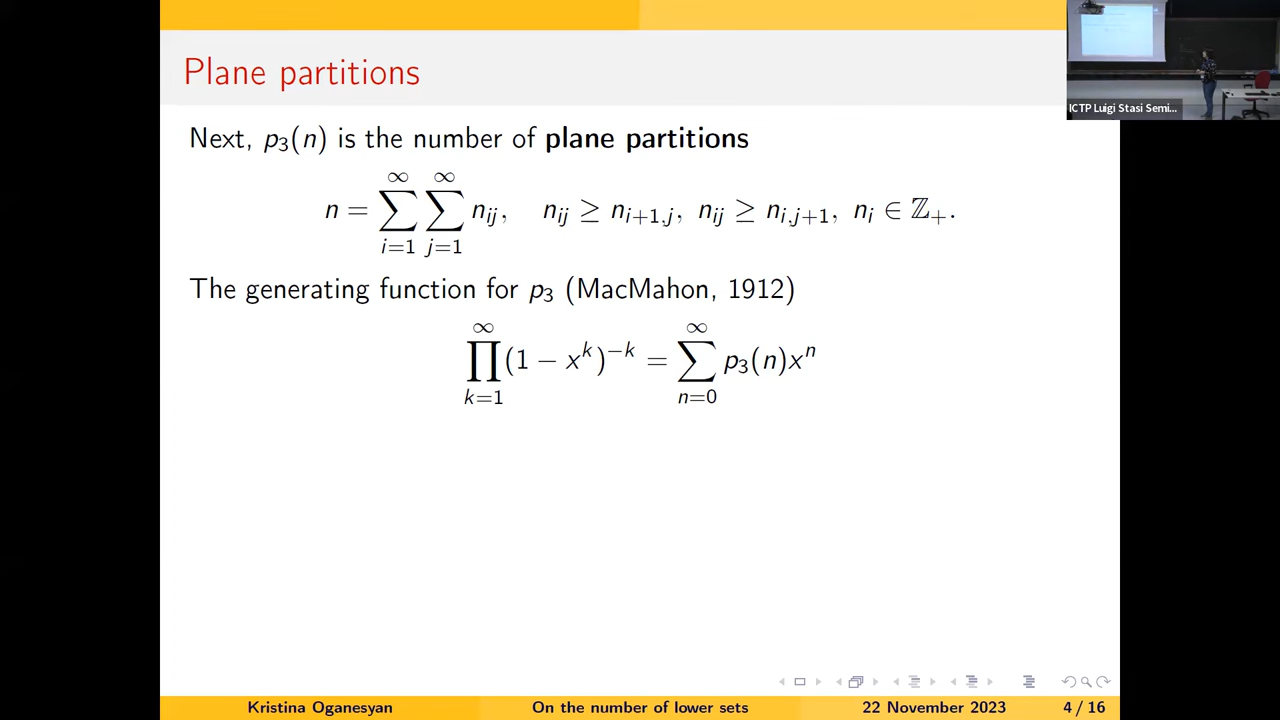 Plane partitions
ICTP Luigi Stasi Semi...
Next, p₃(n) is the number of plane partitions
n = ∑_{i=1}^{∞} ∑_{j=1}^{∞} n_{ij}, n_{ij} ≥ n_{i+1,j}, n_{ij} ≥ n_{i,j+1}, n_i ∈ ℤ₊.
The generating function for p₃ (MacMahon, 1912)
∏_{k=1}^{∞} (1 − x^k)^{−k} = ∑_{n=0}^{∞} p₃(n)x^n
Kristina Oganesyan On the number of lower sets 22 November 2023 4 / 16